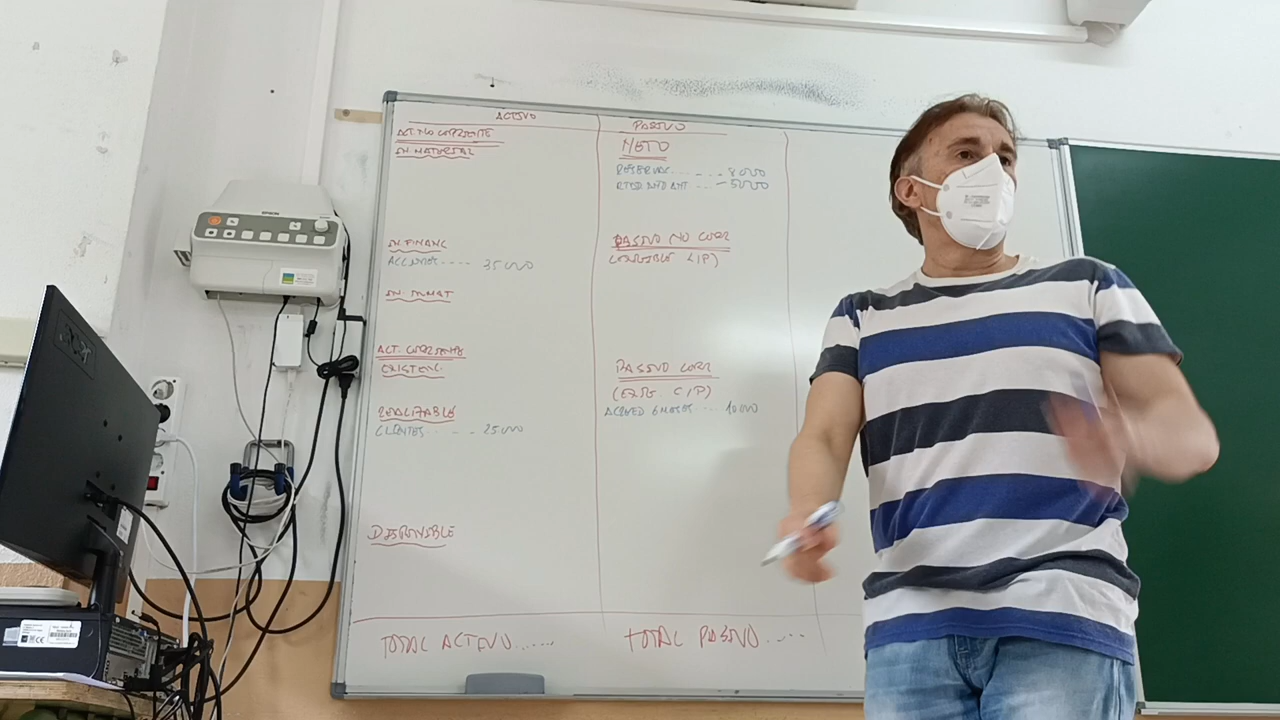 ACTIVO
ACT. NO CORRIENTE
IN. MATERIAL
IN. FINANC
ACCIONES ..... 35000
IN. INMAT
ACT. CORRIENTE
EXISTENC.
REALIZABLE
CLIENTES ..... 25000
DISPONIBLE
TOTAL ACTIVO ......
PASIVO
NETO
RESERVAS ..... 8000
RTDO NTO ANT ... -5000
PASIVO NO CORR
(EXIGIBLE L/P)
PASIVO CORR
(EXIG. C/P)
ACREED 6 MESES .... 10000
TOTAL PASIVO ....
EPSON
acer